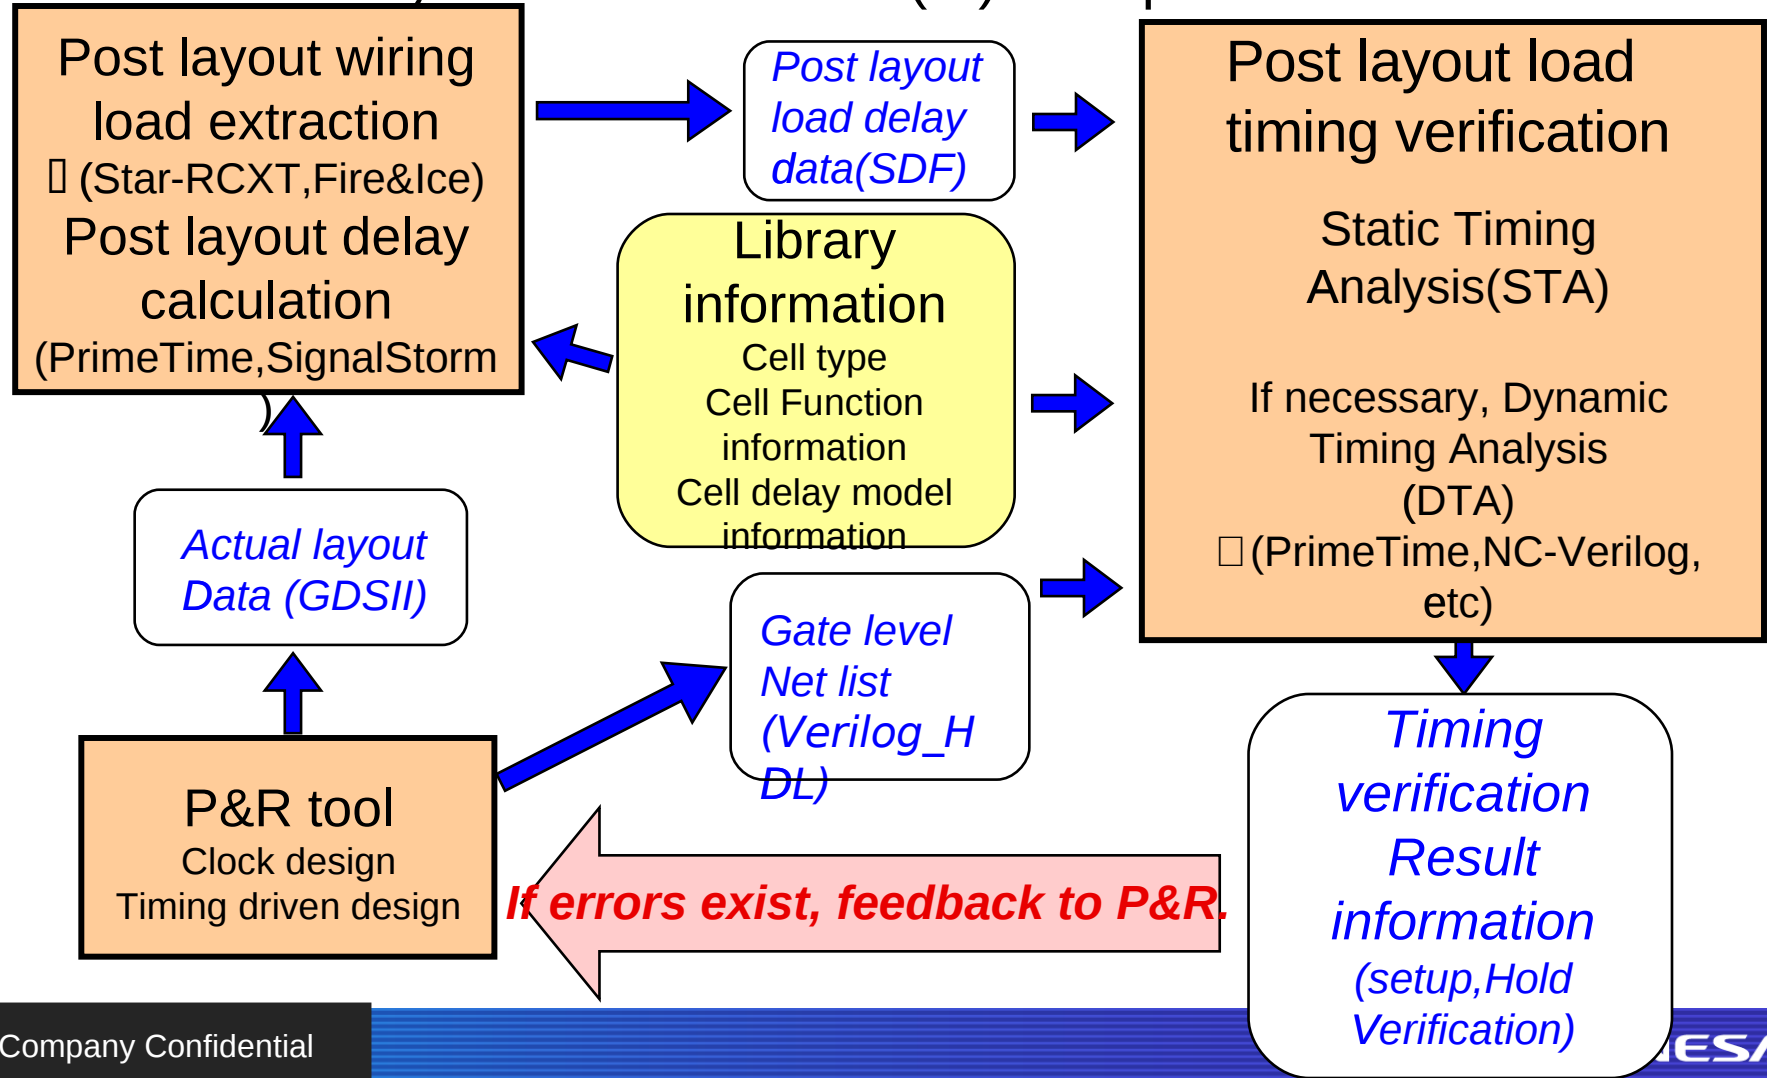 Post layout wiring
load extraction
(Star-RCXT,Fire&Ice)
Post layout delay
calculation
(PrimeTime,SignalStorm
)
Post layout
load delay
data(SDF)
Post layout load
timing verification
Static Timing
Analysis(STA)
If necessary, Dynamic
Timing Analysis
(DTA)
(PrimeTime,NC-Verilog,
etc)
Library
information
Cell type
Cell Function
information
Cell delay model
information
Actual layout
Data (GDSII)
Gate level
Net list
(Verilog_H
DL)
P&R tool
Clock design
Timing driven design
If errors exist, feedback to P&R.
Timing
verification
Result
information
(setup,Hold
Verification)
Company Confidential